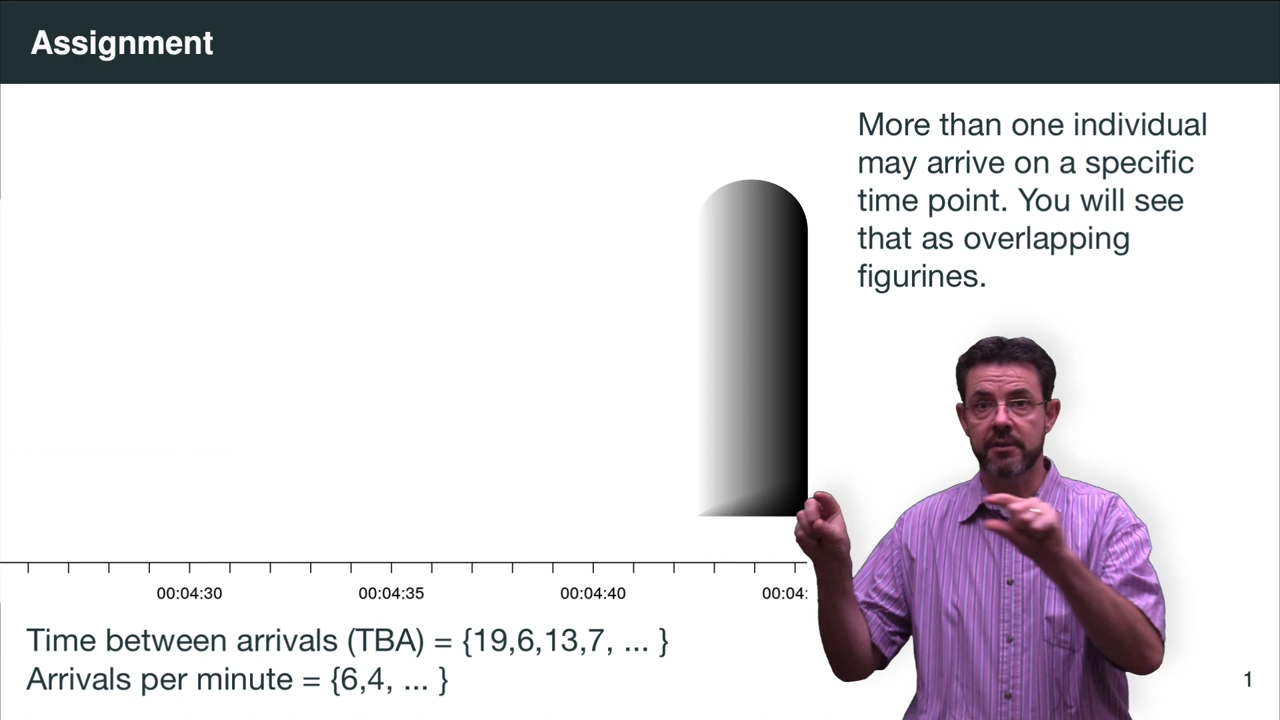 Assignment
More than one individual
may arrive on a specific
time point. You will see
that as overlapping
figurines.
00:04:30 00:04:35 00:04:40 00:04:
Time between arrivals (TBA) = {19,6,13,7, ... }
Arrivals per minute = {6,4, ... }
1